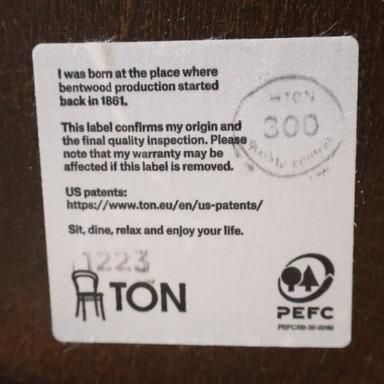 I was born at the place where
bentwood production started
back in 1861.
This label confirms my origin and
the final quality inspection. Please
note that my warranty may be
affected if this label is removed.
US patents:
https://www.ton.eu/en/us-patents/
Sit, dine, relax and enjoy your life.
TON
300
quality control
1223
TON
PEFC